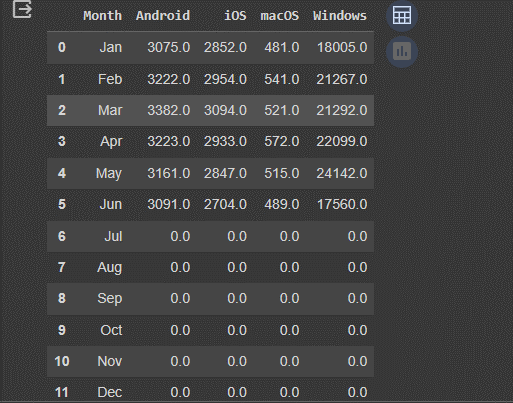 Month Android iOS macOS Windows
0 Jan 3075.0 2852.0 481.0 18005.0
1 Feb 3222.0 2954.0 541.0 21267.0
2 Mar 3382.0 3094.0 521.0 21292.0
3 Apr 3223.0 2933.0 572.0 22099.0
4 May 3161.0 2847.0 515.0 24142.0
5 Jun 3091.0 2704.0 489.0 17560.0
6 Jul 0.0 0.0 0.0 0.0
7 Aug 0.0 0.0 0.0 0.0
8 Sep 0.0 0.0 0.0 0.0
9 Oct 0.0 0.0 0.0 0.0
10 Nov 0.0 0.0 0.0 0.0
11 Dec 0.0 0.0 0.0 0.0